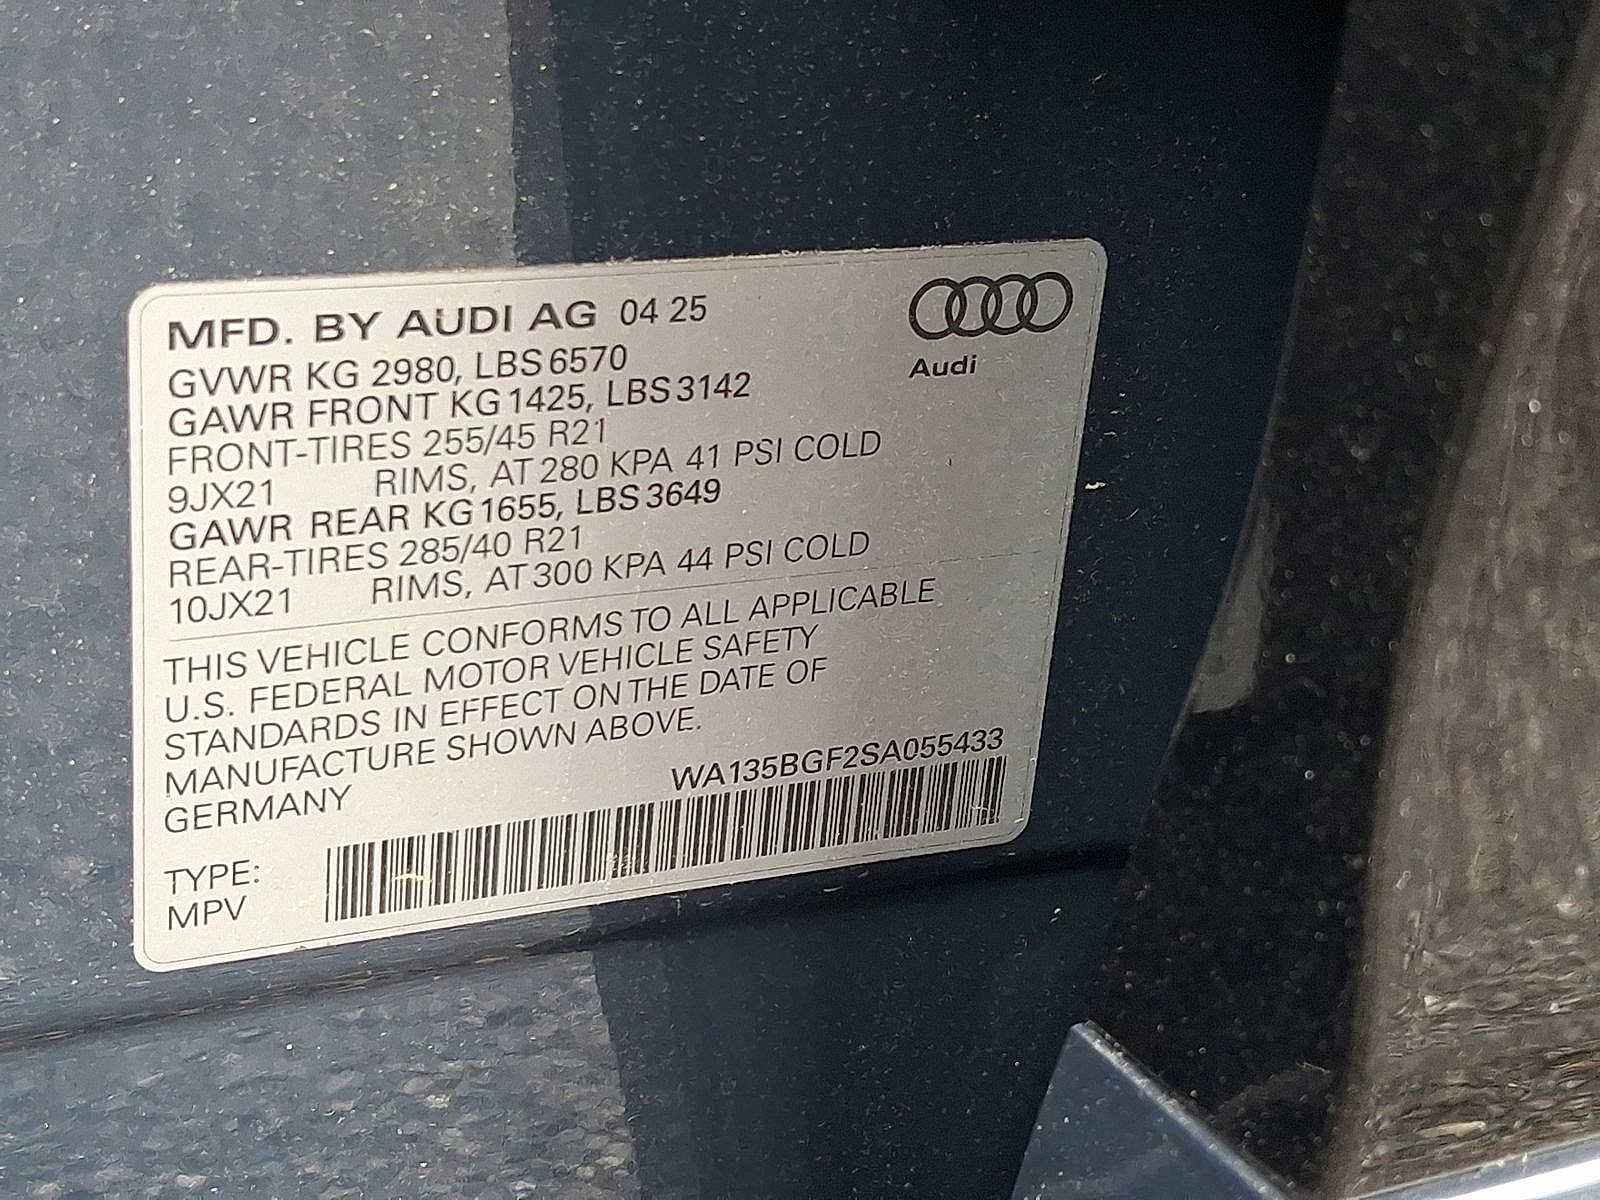 MFD. BY AUDI AG 04 25
Audi
GVWR KG 2980, LBS 6570
GAWR FRONT KG 1425, LBS 3142
FRONT-TIRES 255/45 R21
9JX21 RIMS, AT 280 KPA 41 PSI COLD
GAWR REAR KG 1655, LBS 3649
REAR-TIRES 285/40 R21
10JX21 RIMS, AT 300 KPA 44 PSI COLD
THIS VEHICLE CONFORMS TO ALL APPLICABLE
U.S. FEDERAL MOTOR VEHICLE SAFETY
STANDARDS IN EFFECT ON THE DATE OF
MANUFACTURE SHOWN ABOVE.
GERMANY WA135BGF2SA055433
TYPE:
MPV